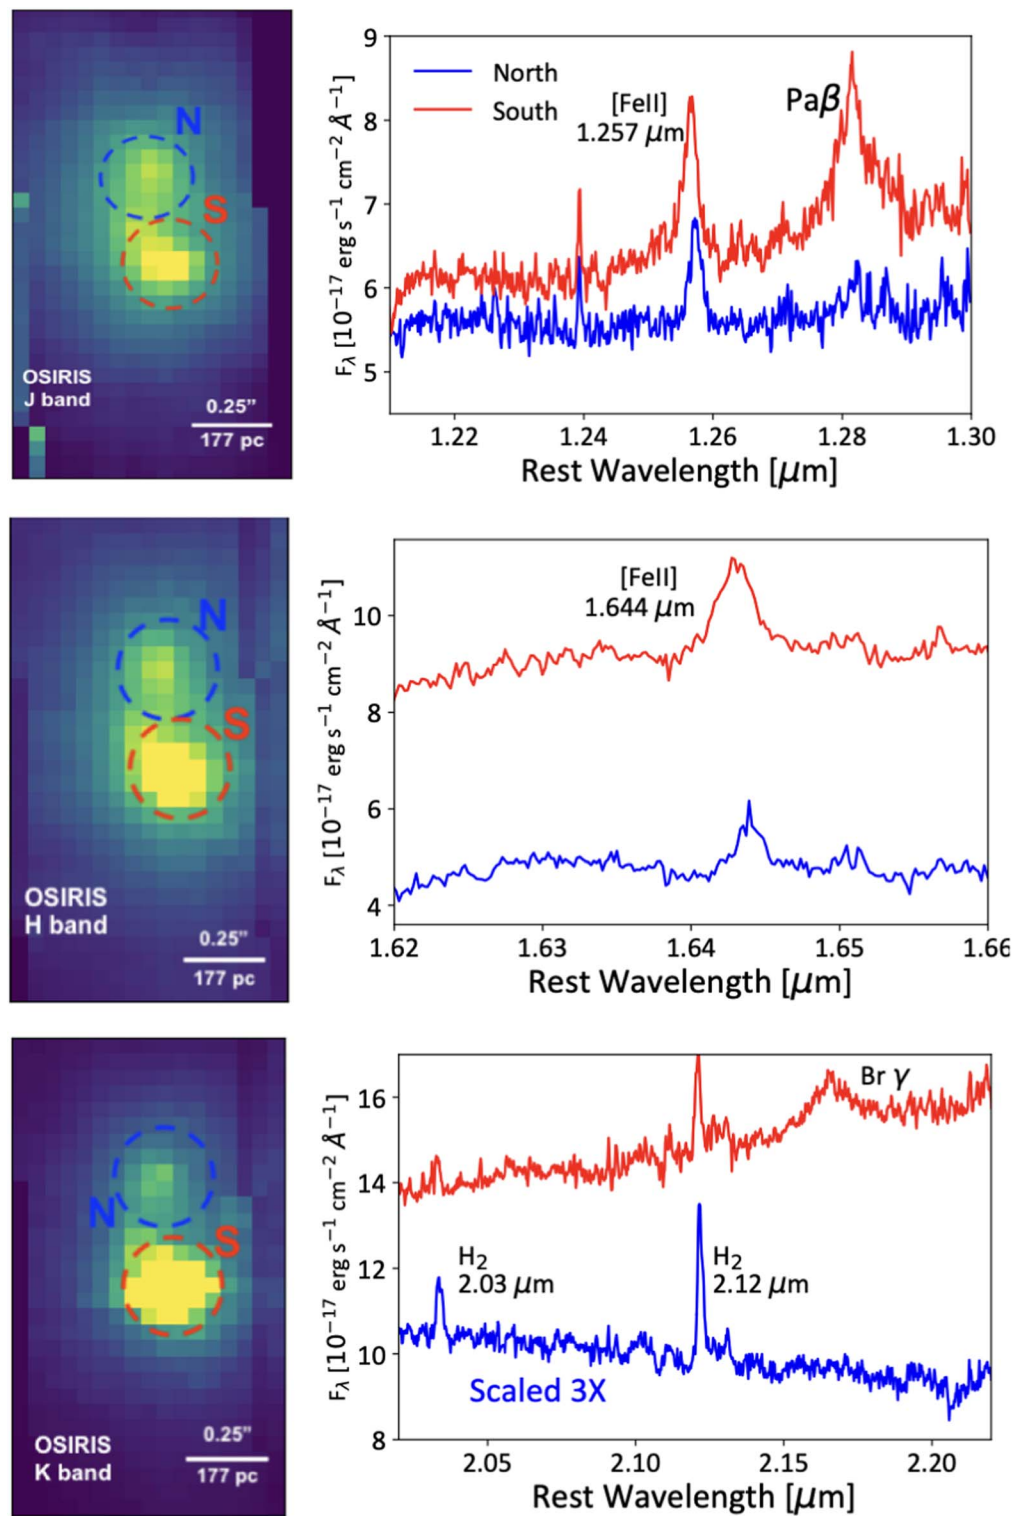 N
S
OSIRIS
J band
0.25”
177 pc
9
8
7
6
5
F λ [10−17 erg s−1 cm−2 Å−1]
North
South
[FeII]
1.257 μm
Paβ
1.22 1.24 1.26 1.28 1.30
Rest Wavelength [μm]
N
S
OSIRIS
H band
0.25”
177 pc
10
8
6
4
F λ [10−17 erg s−1 cm−2 Å−1]
[FeII]
1.644 μm
1.62 1.63 1.64 1.65 1.66
Rest Wavelength [μm]
N
S
OSIRIS
K band
0.25”
177 pc
16
14
12
10
8
F λ [10−17 erg s−1 cm−2 Å−1]
Br γ
H2
2.03 μm
H2
2.12 μm
Scaled 3X
2.05 2.10 2.15 2.20
Rest Wavelength [μm]